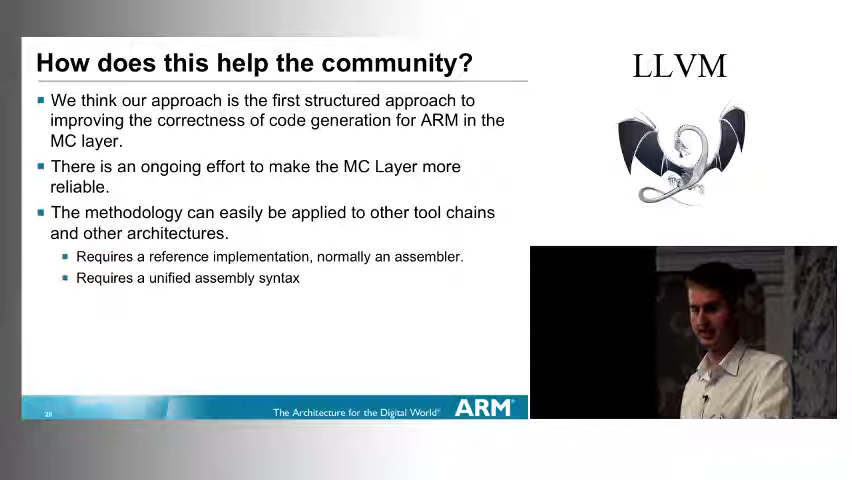 How does this help the community?
We think our approach is the first structured approach to
improving the correctness of code generation for ARM in the
MC layer.
There is an ongoing effort to make the MC Layer more
reliable.
The methodology can easily be applied to other tool chains
and other architectures.
Requires a reference implementation, normally an assembler.
Requires a unified assembly syntax
20
The Architecture for the Digital World®
ARM®
LLVM